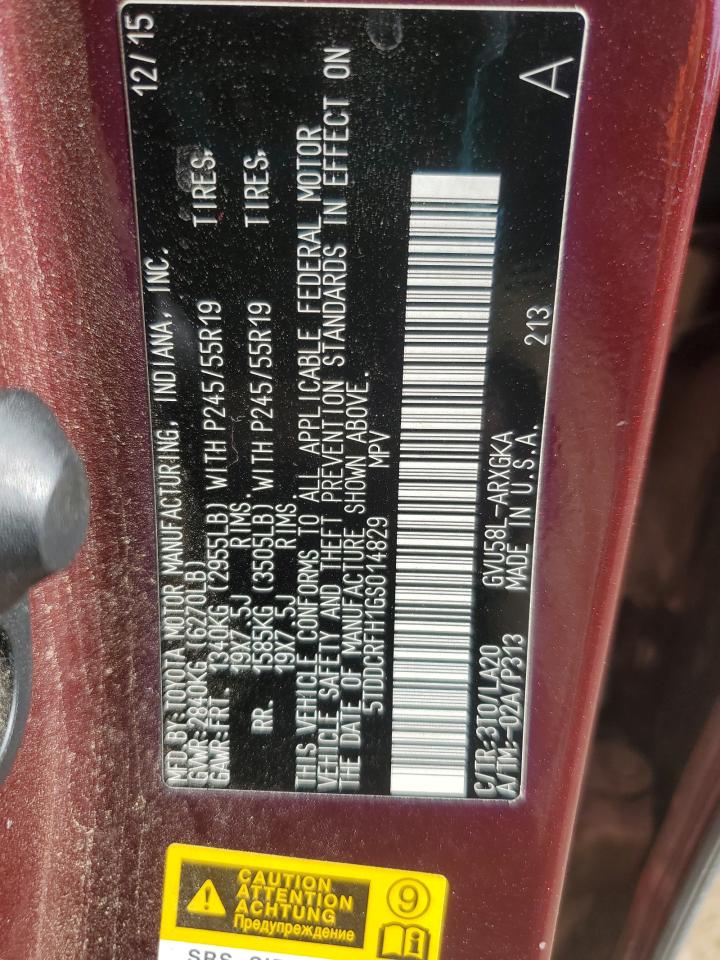 MFD BY: TOYOTA MOTOR MANUFACTURING, INDIANA, INC. 12/15
GVWR: 2840KG (6270LB)
GAWR: FRT. 1340KG (2955LB) WITH P245/55R19 TIRES,
19X7.5J RIMS.
RR. 1585KG (3505LB) WITH P245/55R19 TIRES,
19X7.5J RIMS.
THIS VEHICLE CONFORMS TO ALL APPLICABLE FEDERAL MOTOR
VEHICLE SAFETY AND THEFT PREVENTION STANDARDS IN EFFECT ON
THE DATE OF MANUFACTURE SHOWN ABOVE.
5TDDCRFH1GS014829 MPV
C/TR: 3T0/LA20 GVU58L-ARXGKA
A/TM: -02A/P313 MADE IN U.S.A. 213 A
CAUTION
ATTENTION
ACHTUNG
Предупреждение
9
SRS